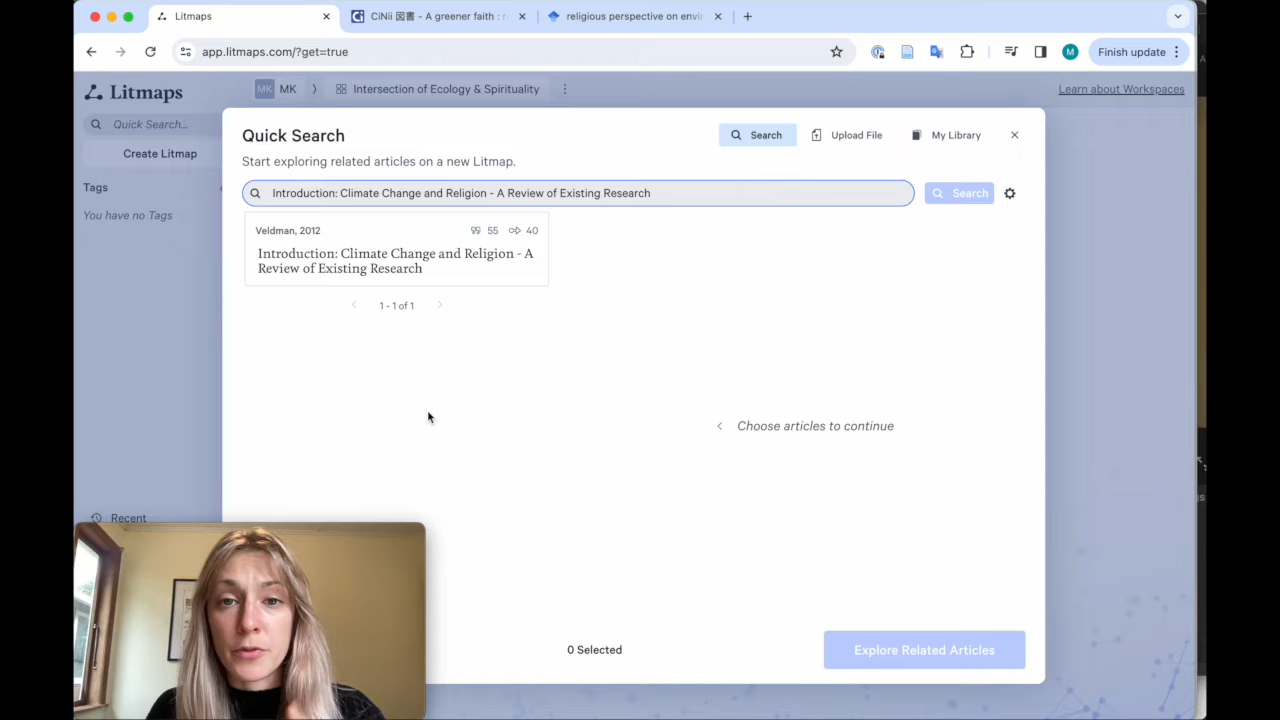 Litmaps
CiNii 図書 - A greener faith : r
religious perspective on envi
app.litmaps.com/?get=true
M
Finish update
Litmaps
MK
MK
Intersection of Ecology & Spirituality
Learn about Workspaces
Quick Search...
Create Litmap
Tags
You have no Tags
Recent
Quick Search
Search
Upload File
My Library
Start exploring related articles on a new Litmap.
Introduction: Climate Change and Religion - A Review of Existing Research
Search
Veldman, 2012
55
40
Introduction: Climate Change and Religion - A
Review of Existing Research
1 - 1 of 1
Choose articles to continue
0 Selected
Explore Related Articles